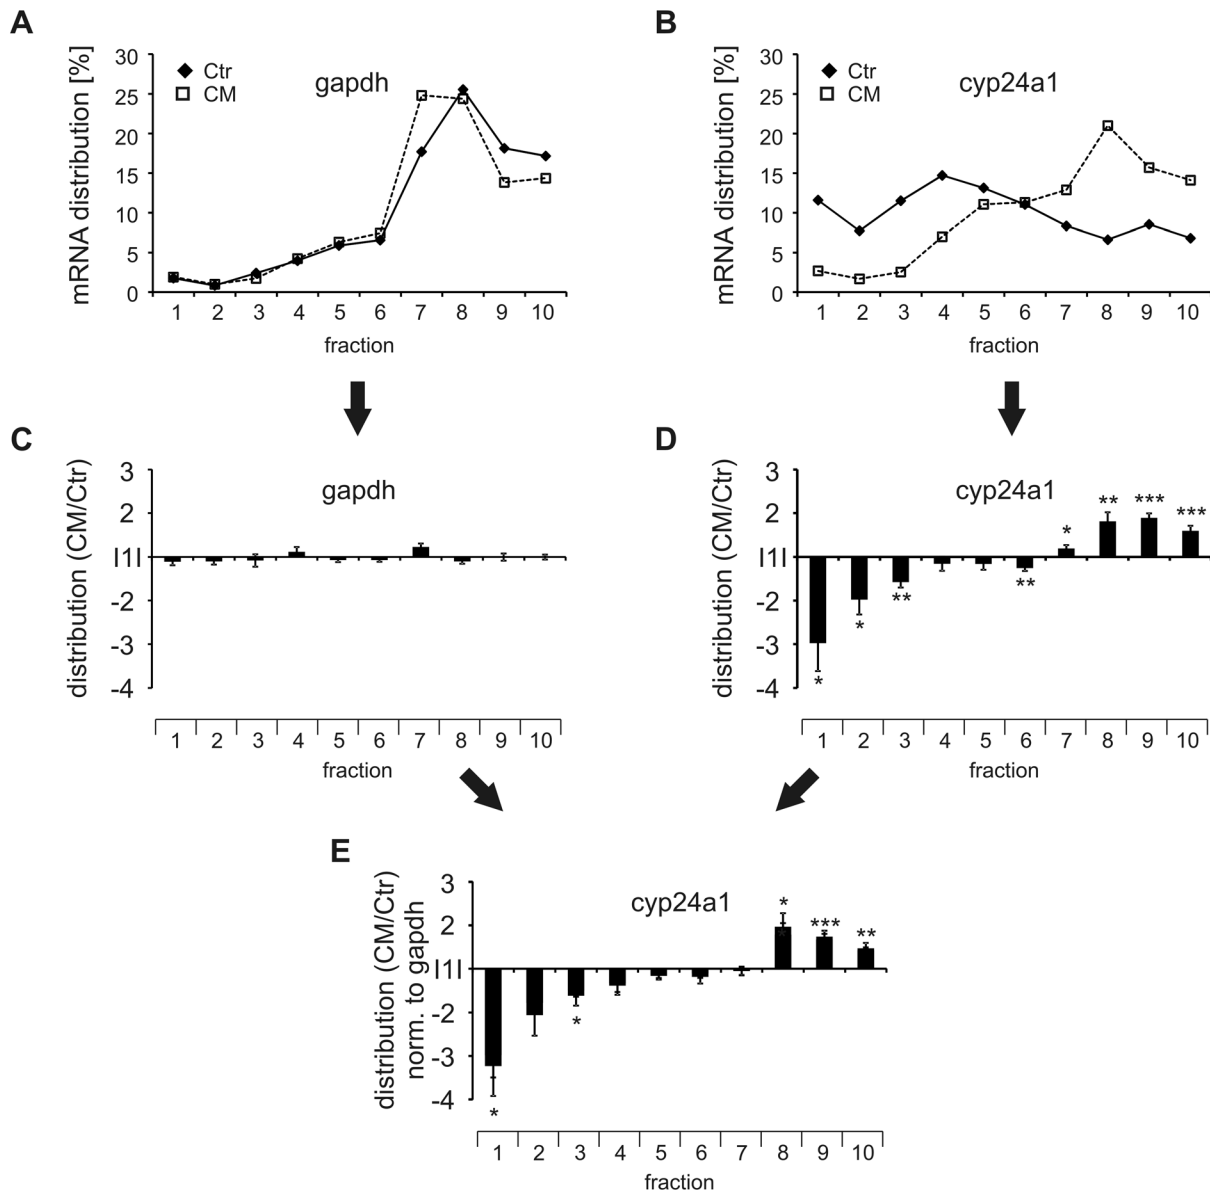 A
mRNA distribution [%]
30
25
20
15
10
5
0
Ctr
CM
gapdh
1 2 3 4 5 6 7 8 9 10
fraction
B
mRNA distribution [%]
30
25
20
15
10
5
0
Ctr
CM
cyp24a1
1 2 3 4 5 6 7 8 9 10
fraction
C
distribution (CM/Ctr)
3
2
I1I
-2
-3
-4
gapdh
1 2 3 4 5 6 7 8 9 10
fraction
D
distribution (CM/Ctr)
3
2
I1I
-2
-3
-4
cyp24a1
* ** *** ***
* * ** **
1 2 3 4 5 6 7 8 9 10
fraction
E
distribution (CM/Ctr)
norm. to gapdh
3
2
I1I
-2
-3
-4
cyp24a1
* *** **
* *
1 2 3 4 5 6 7 8 9 10
fraction